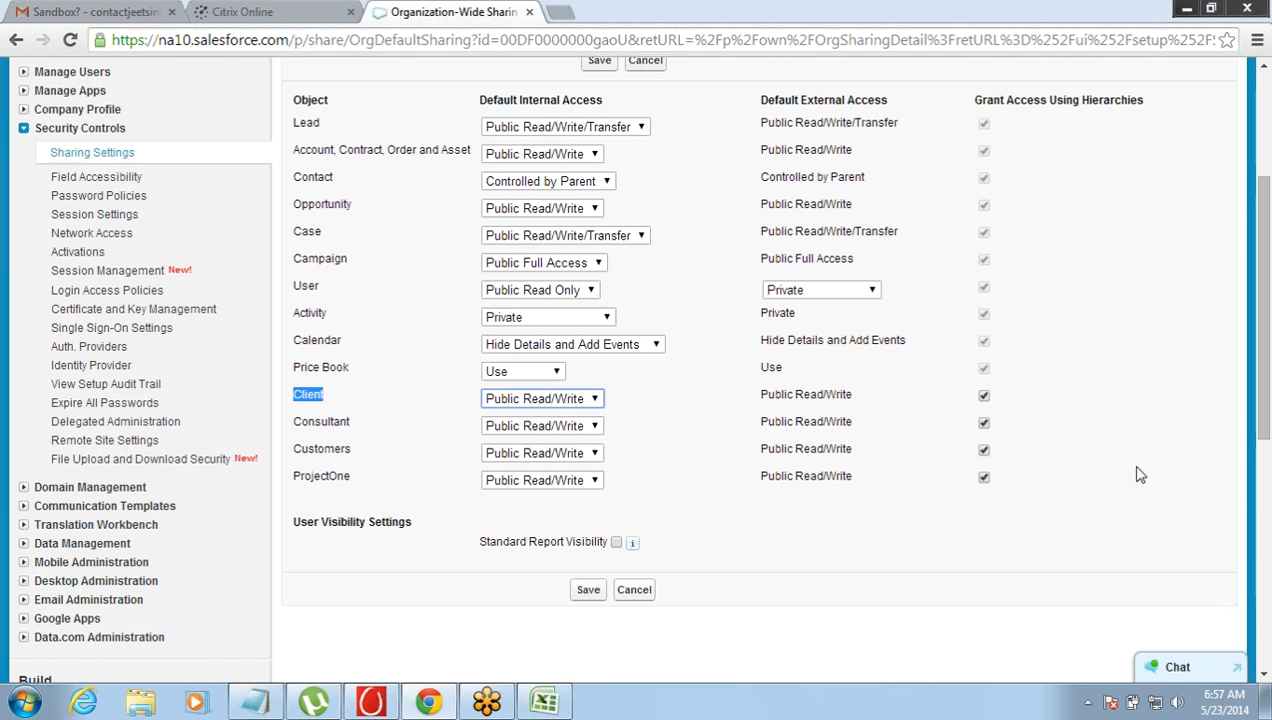 Sandbox? - contactjeetsin
Citrix Online
Organization-Wide Sharin
https://na10.salesforce.com/p/share/OrgDefaultSharing?id=00DF0000000gaoU&retURL=%2Fp%2Fown%2FOrgSharingDetail%3FretURL%3D%252Fui%252Fsetup%252FS
Save Cancel
Manage Users
Manage Apps
Company Profile
Security Controls
Sharing Settings
Field Accessibility
Password Policies
Session Settings
Network Access
Activations
Session Management New!
Login Access Policies
Certificate and Key Management
Single Sign-On Settings
Auth. Providers
Identity Provider
View Setup Audit Trail
Expire All Passwords
Delegated Administration
Remote Site Settings
File Upload and Download Security New!
Domain Management
Communication Templates
Translation Workbench
Data Management
Mobile Administration
Desktop Administration
Email Administration
Google Apps
Data.com Administration
Build
Object Default Internal Access Default External Access Grant Access Using Hierarchies
Lead Public Read/Write/Transfer Public Read/Write/Transfer
Account, Contract, Order and Asset Public Read/Write Public Read/Write
Contact Controlled by Parent Controlled by Parent
Opportunity Public Read/Write Public Read/Write
Case Public Read/Write/Transfer Public Read/Write/Transfer
Campaign Public Full Access Public Full Access
User Public Read Only Private
Activity Private Private
Calendar Hide Details and Add Events Hide Details and Add Events
Price Book Use Use
Client Public Read/Write Public Read/Write
Consultant Public Read/Write Public Read/Write
Customers Public Read/Write Public Read/Write
ProjectOne Public Read/Write Public Read/Write
User Visibility Settings
Standard Report Visibility
Save Cancel
Chat
6:57 AM
5/23/2014